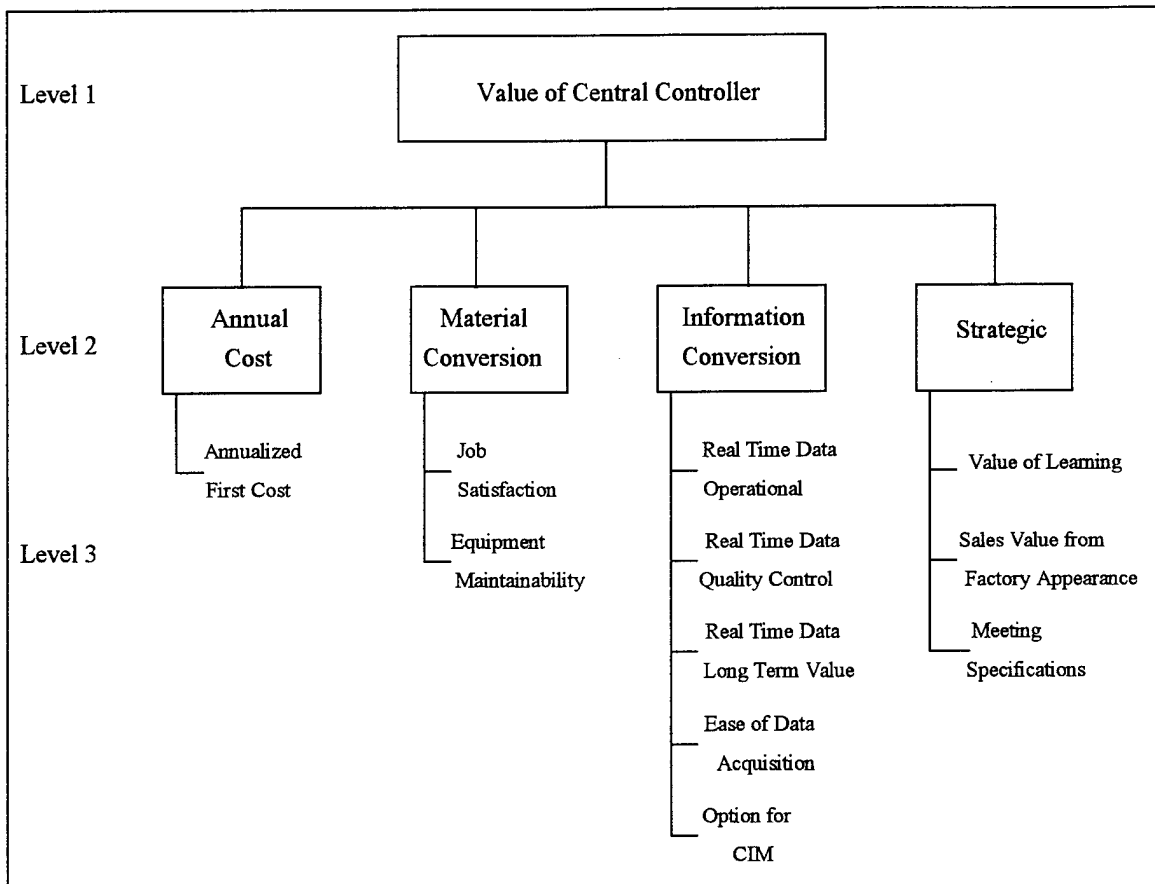 Level 1
Value of Central Controller
Level 2
Annual
Cost
Material
Conversion
Information
Conversion
Strategic
Level 3
Annualized
First Cost
Job
Satisfaction
Equipment
Maintainability
Real Time Data
Operational
Real Time Data
Quality Control
Real Time Data
Long Term Value
Ease of Data
Acquisition
Option for
CIM
Value of Learning
Sales Value from
Factory Appearance
Meeting
Specifications